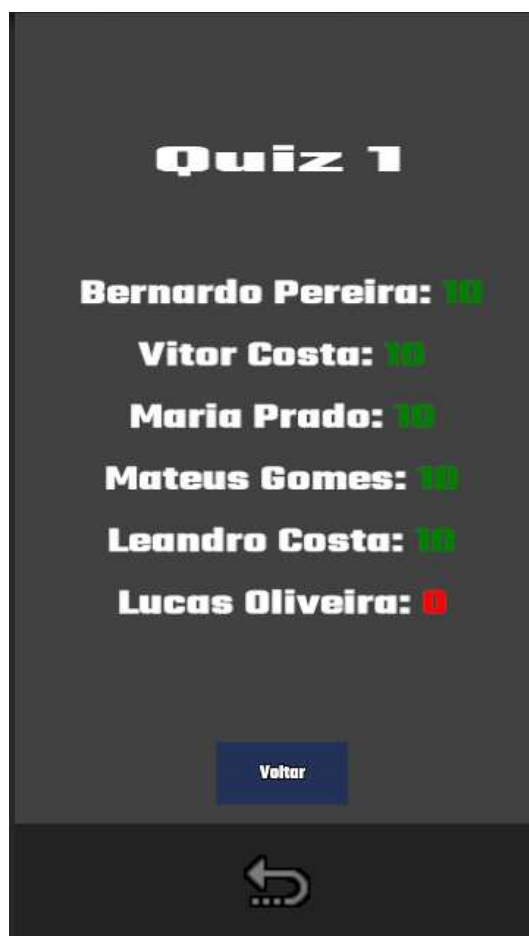 Quiz 1
Bernardo Pereira: 10
Vitor Costa: 10
Maria Prado: 10
Mateus Gomes: 10
Leandro Costa: 10
Lucas Oliveira: 0
Voltar